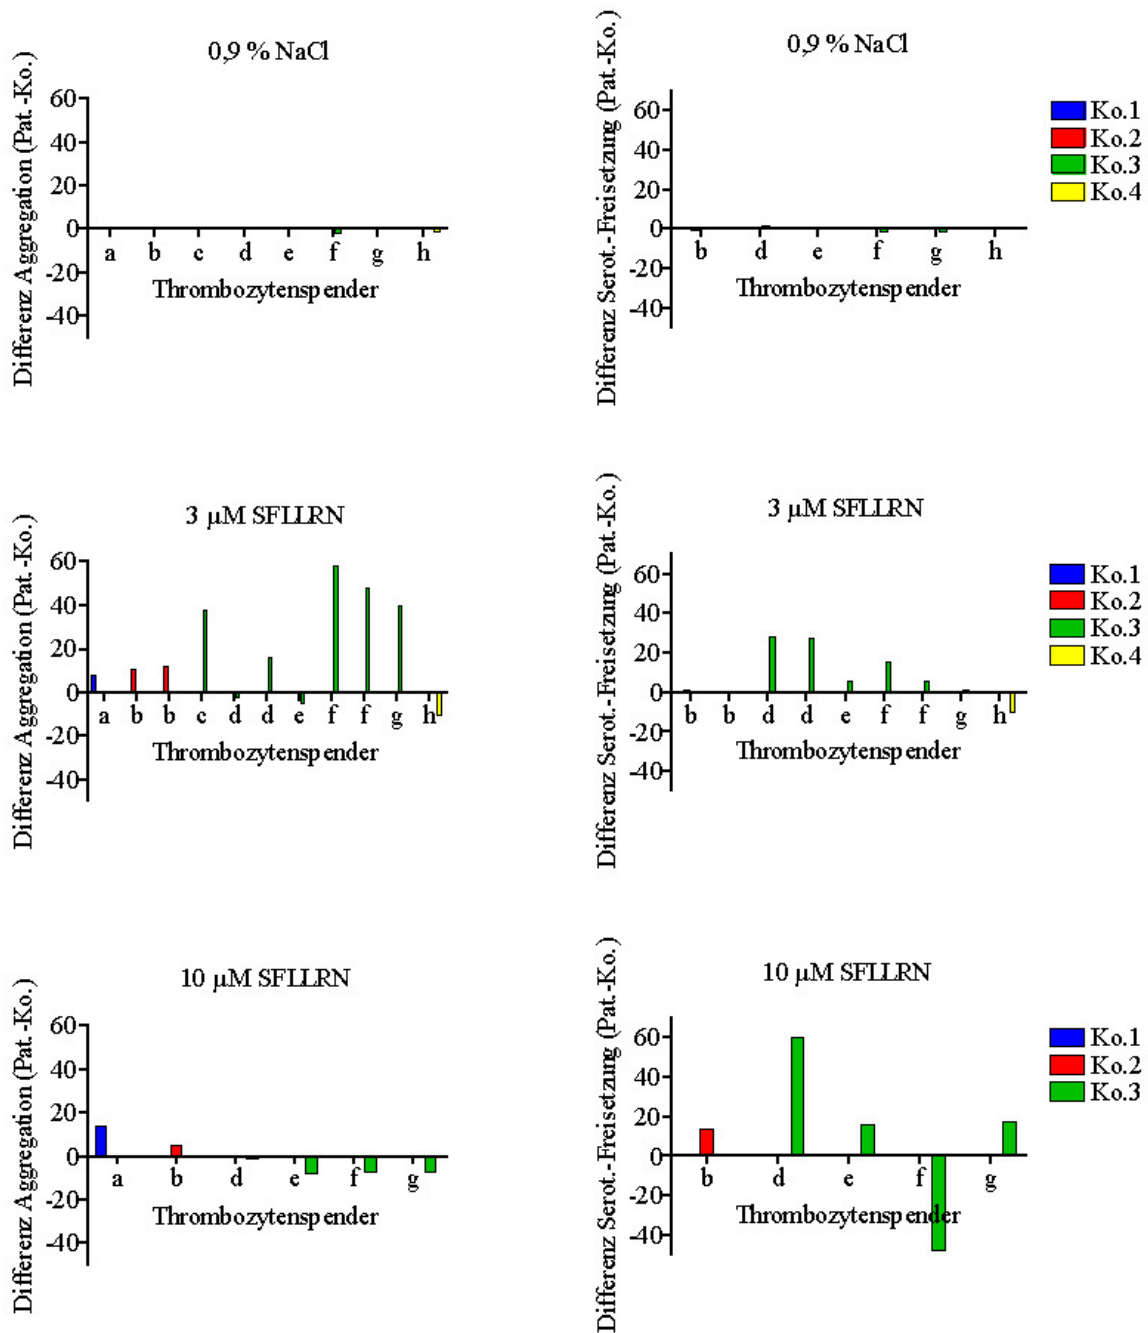 0,9 % NaCl
Differenz Aggregation (Pat.-Ko.)
60
40
20
0
-20
-40
a b c d e f g h
Thrombozytenspender
0,9 % NaCl
Differenz Serot.-Freisetzung (Pat.-Ko.)
60
40
20
0
-20
-40
b d e f g h
Thrombozytenspender
Ko.1
Ko.2
Ko.3
Ko.4
3 µM SFLLRN
Differenz Aggregation (Pat.-Ko.)
60
40
20
0
-20
-40
a b b c d d e f f g h
Thrombozytenspender
3 µM SFLLRN
Differenz Serot.-Freisetzung (Pat.-Ko.)
60
40
20
0
-20
-40
b b d d e f f g h
Thrombozytenspender
Ko.1
Ko.2
Ko.3
Ko.4
10 µM SFLLRN
Differenz Aggregation (Pat.-Ko.)
60
40
20
0
-20
-40
a b d e f g
Thrombozytenspender
10 µM SFLLRN
Differenz Serot.-Freisetzung (Pat.-Ko.)
60
40
20
0
-20
-40
b d e f g
Thrombozytenspender
Ko.1
Ko.2
Ko.3